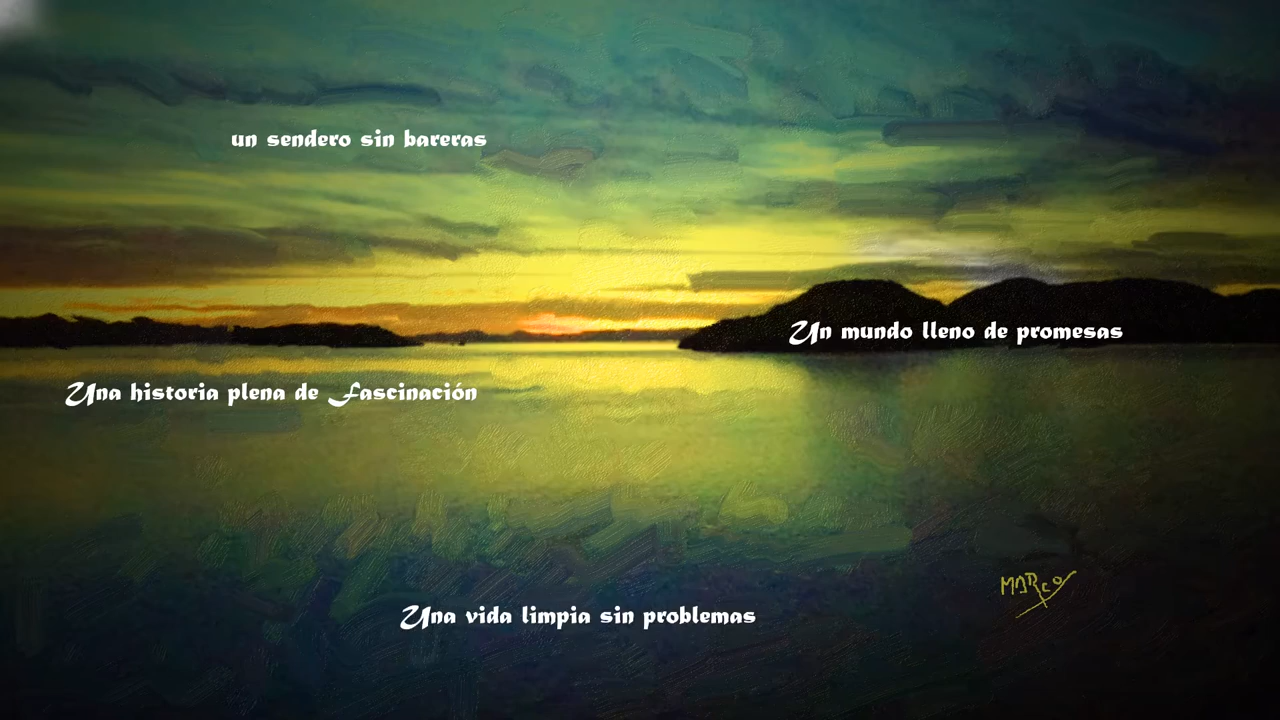 un sendero sin bareras
Un mundo lleno de promesas
Una historia plena de Fascinación
MARCO
Una vida limpia sin problemas